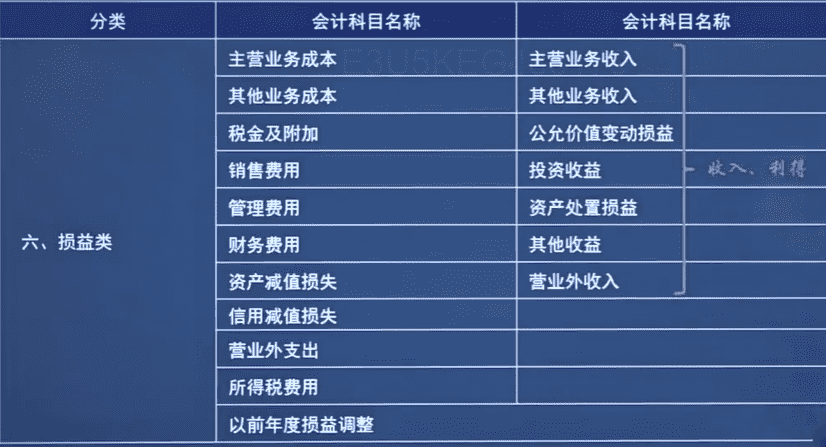 分类 会计科目名称 会计科目名称
主营业务成本 主营业务收入
其他业务成本 其他业务收入
税金及附加 公允价值变动损益
销售费用 投资收益 收入、利得
管理费用 资产处置损益
六、损益类 财务费用 其他收益
资产减值损失 营业外收入
信用减值损失
营业外支出
所得税费用
以前年度损益调整